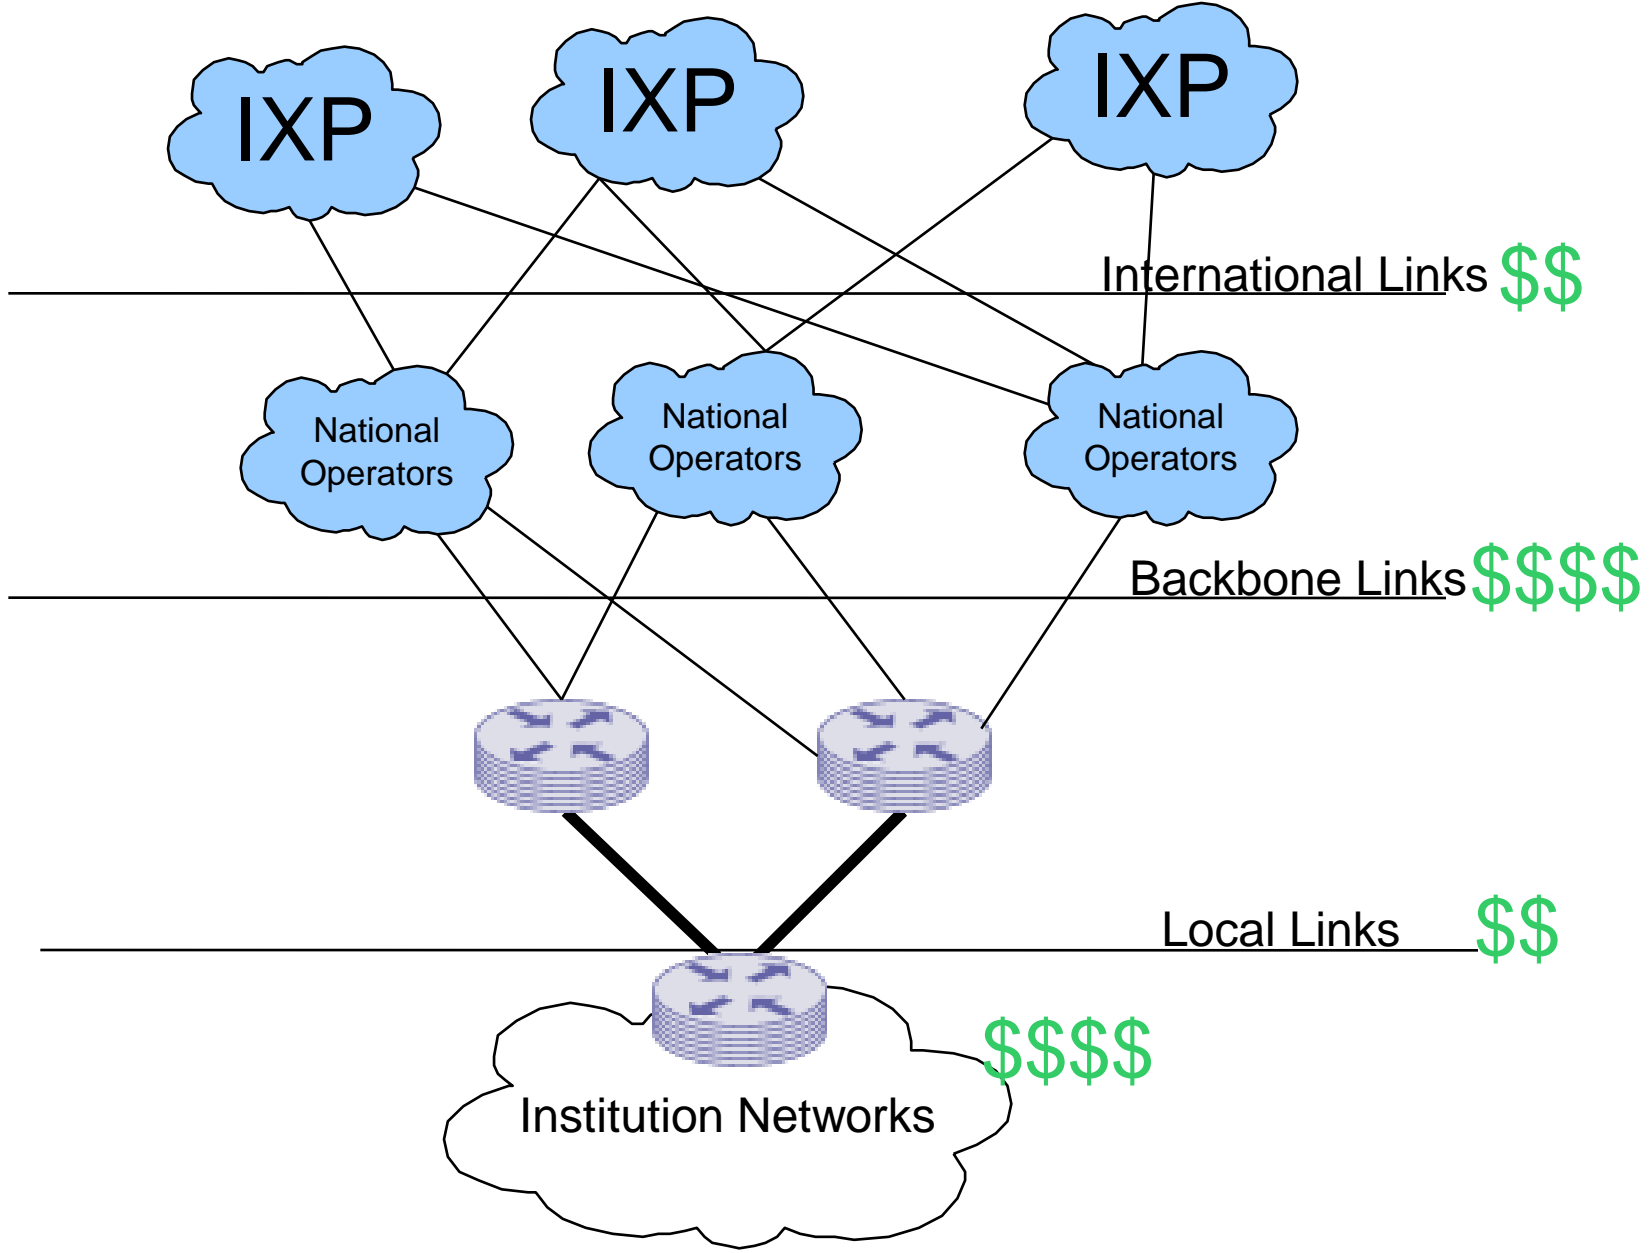 IXP
IXP
IXP
International Links $$
National
Operators
National
Operators
National
Operators
Backbone Links $$$$
Local Links $$
$$$$
Institution Networks